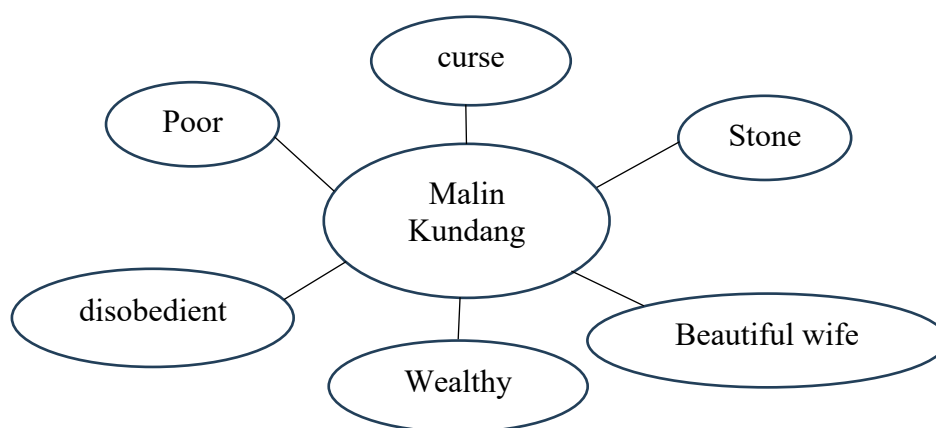 curse
Poor
Stone
Malin
Kundang
disobedient
Beautiful wife
Wealthy